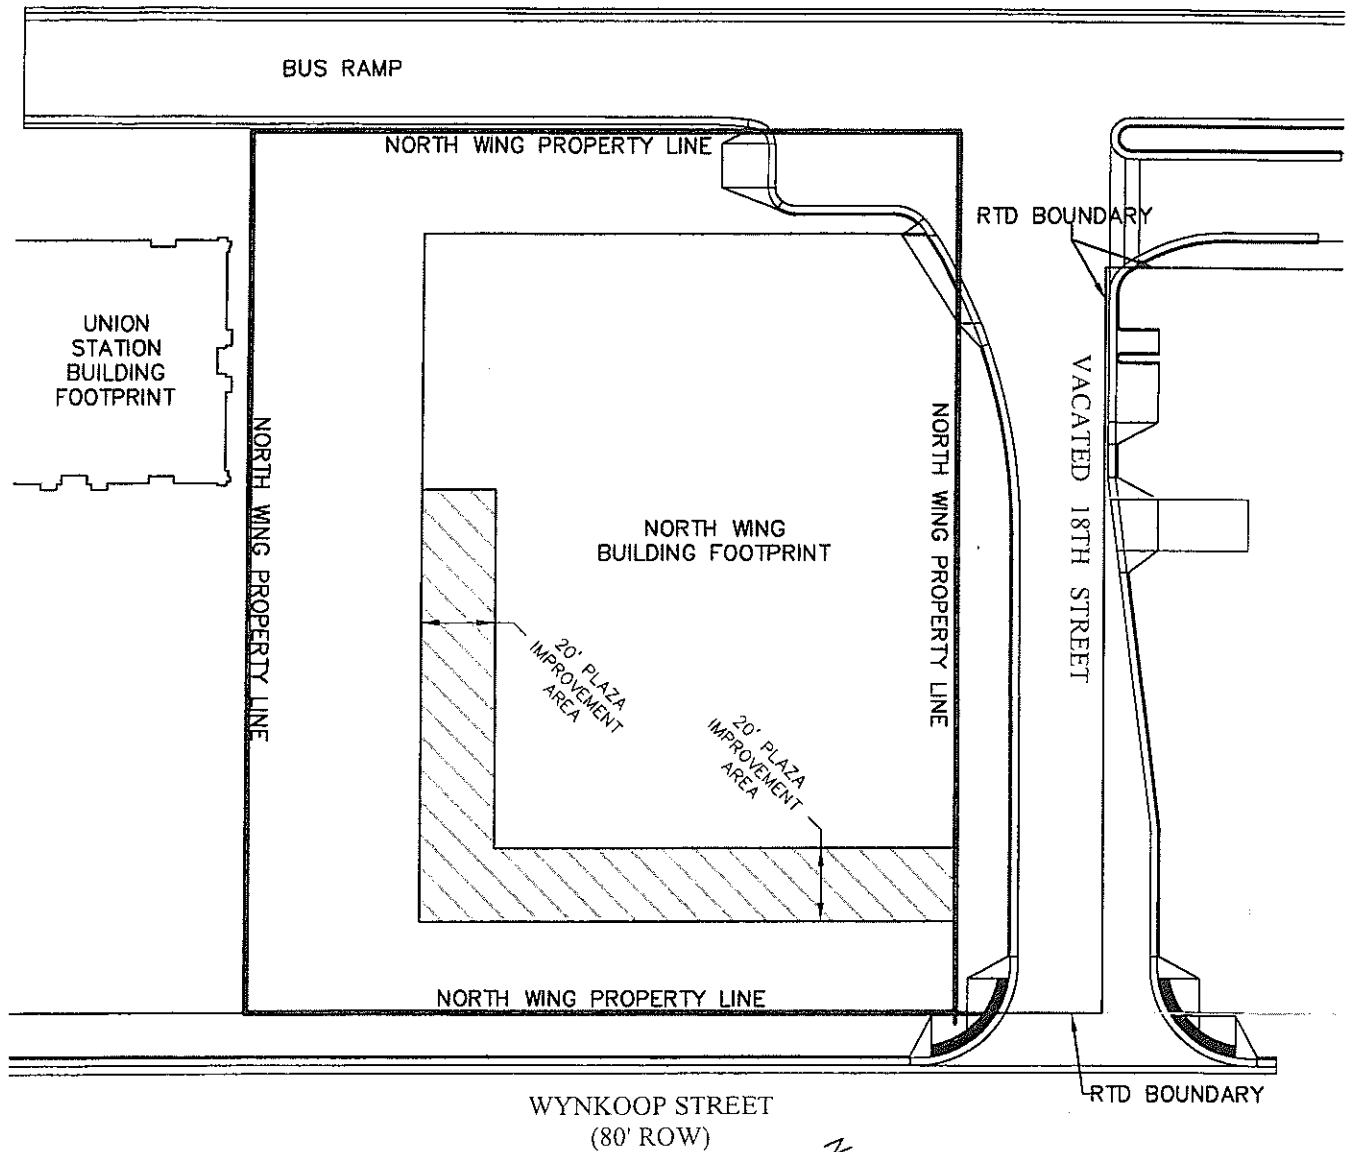 BUS RAMP
NORTH WING PROPERTY LINE
RTD BOUNDARY
UNION
STATION
BUILDING
FOOTPRINT
NORTH WING PROPERTY LINE
NORTH WING
BUILDING FOOTPRINT
NORTH WING PROPERTY LINE
VACATED 18TH STREET
20' PLAZA
IMPROVEMENT
AREA
20' PLAZA
IMPROVEMENT
AREA
NORTH WING PROPERTY LINE
RTD BOUNDARY
WYNKOOP STREET
(80' ROW)
N